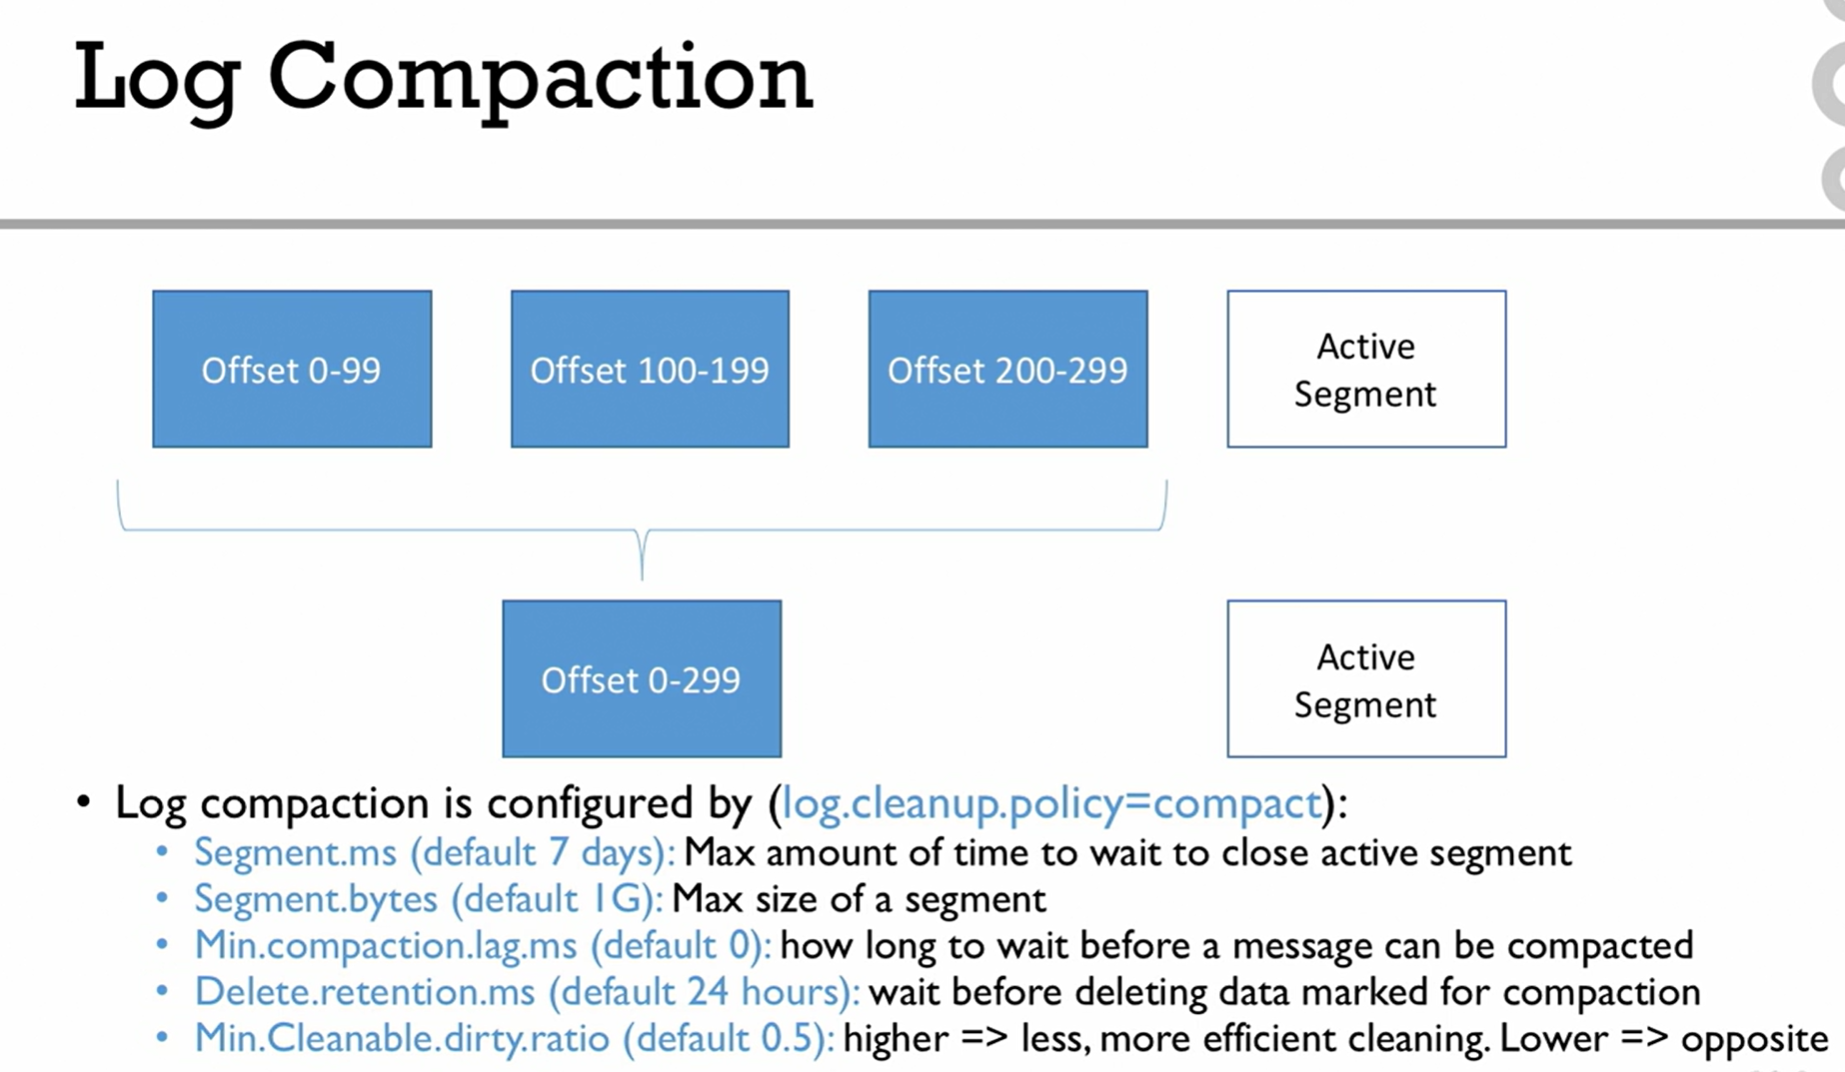 Log Compaction
Offset 0-99
Offset 100-199
Offset 200-299
Active
Segment
Offset 0-299
Active
Segment
• Log compaction is configured by (log.cleanup.policy=compact):
• Segment.ms (default 7 days): Max amount of time to wait to close active segment
• Segment.bytes (default 1G): Max size of a segment
• Min.compaction.lag.ms (default 0): how long to wait before a message can be compacted
• Delete.retention.ms (default 24 hours): wait before deleting data marked for compaction
• Min.Cleanable.dirty.ratio (default 0.5): higher => less, more efficient cleaning. Lower => opposite